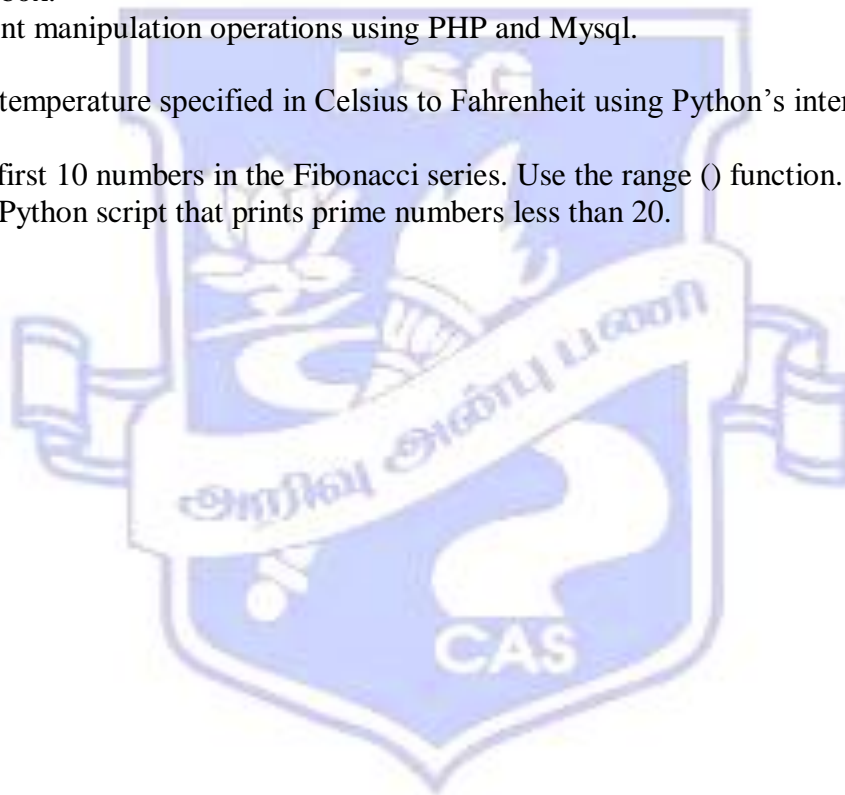 nt manipulation operations using PHP and Mysql.
PSG
temperature specified in Celsius to Fahrenheit using Python’s inter
first 10 numbers in the Fibonacci series. Use the range () function.
Python script that prints prime numbers less than 20.
அறிவு அன்பு பணி
CAS